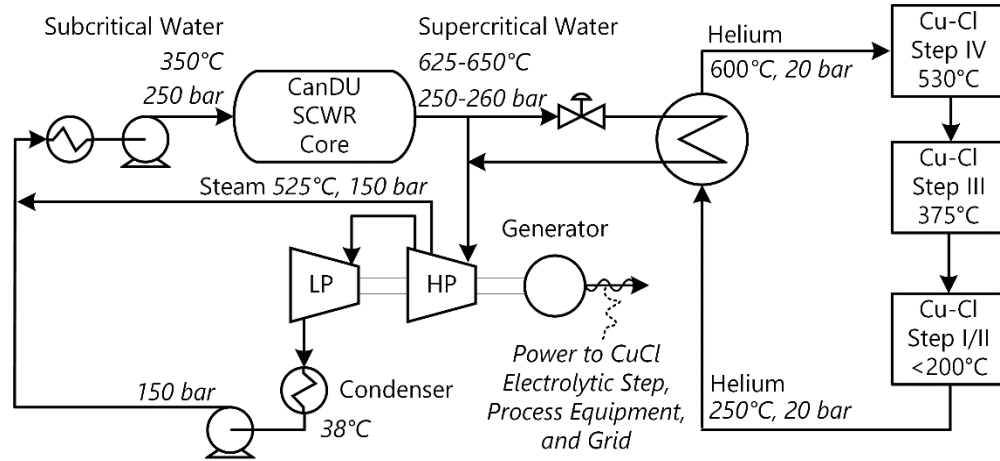 Subcritical Water
350°C
250 bar
CanDU
SCWR
Core
Supercritical Water
625-650°C
250-260 bar
Helium
600°C, 20 bar
Cu-Cl
Step IV
530°C
Cu-Cl
Step III
375°C
Cu-Cl
Step I/II
<200°C
Steam 525°C, 150 bar
LP
HP
Generator
Power to CuCl
Electrolytic Step,
Process Equipment,
and Grid
Helium
250°C, 20 bar
150 bar
Condenser
38°C